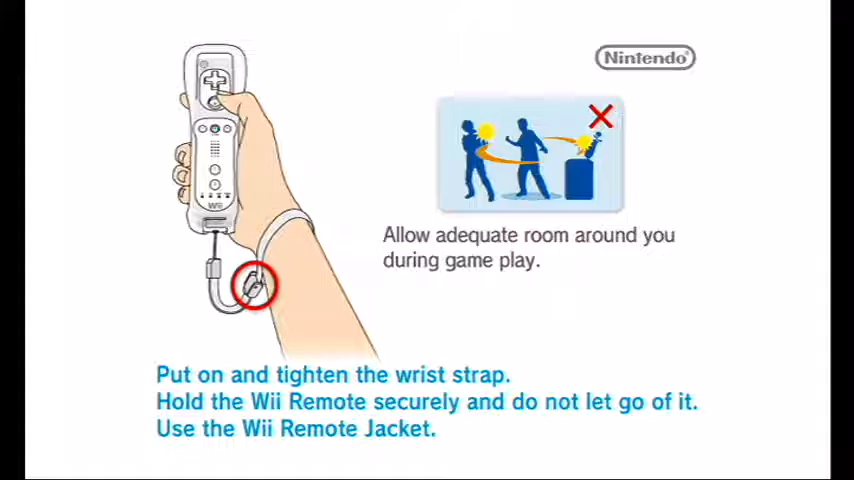 Nintendo®
Allow adequate room around you
during game play.
Wii
Put on and tighten the wrist strap.
Hold the Wii Remote securely and do not let go of it.
Use the Wii Remote Jacket.